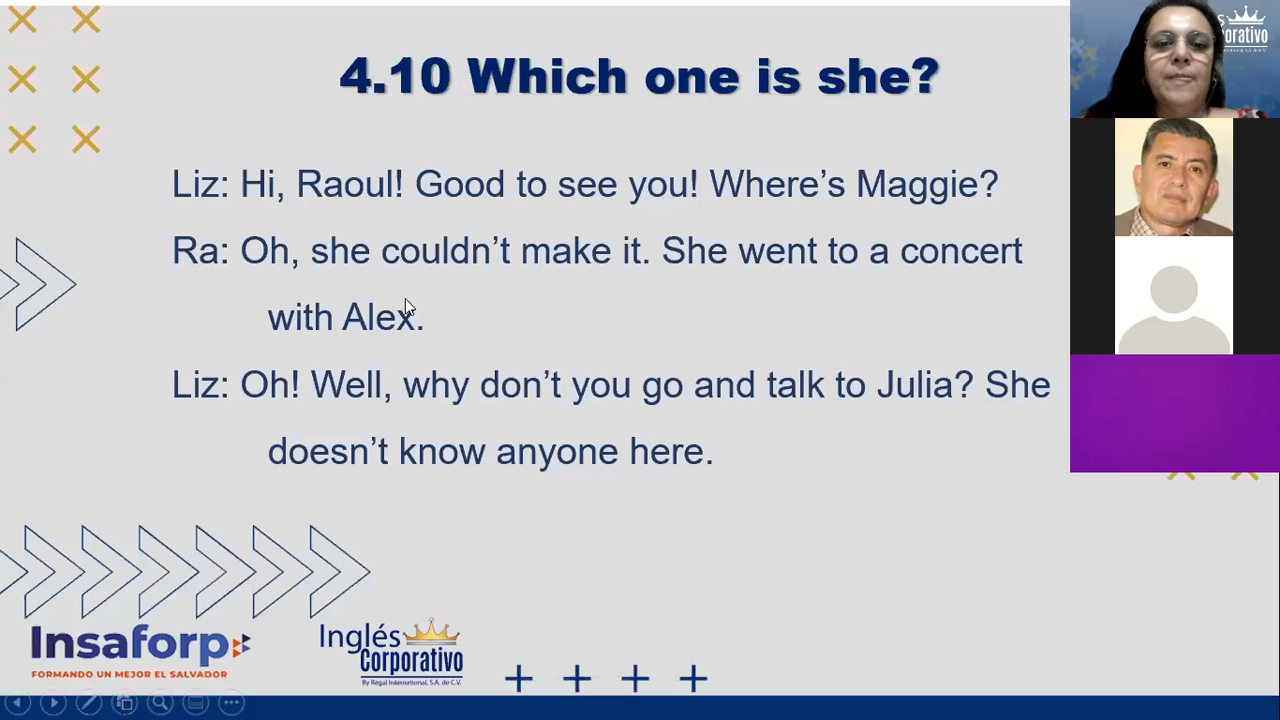 4.10 Which one is she?
Liz: Hi, Raoul! Good to see you! Where's Maggie?
Ra: Oh, she couldn't make it. She went to a concert
with Alex.
Liz: Oh! Well, why don't you go and talk to Julia? She
doesn't know anyone here.
Insaforp
FORMANDO UN MEJOR EL SALVADOR
Inglés
Corporativo
By Regal International, S.A. de C.V.